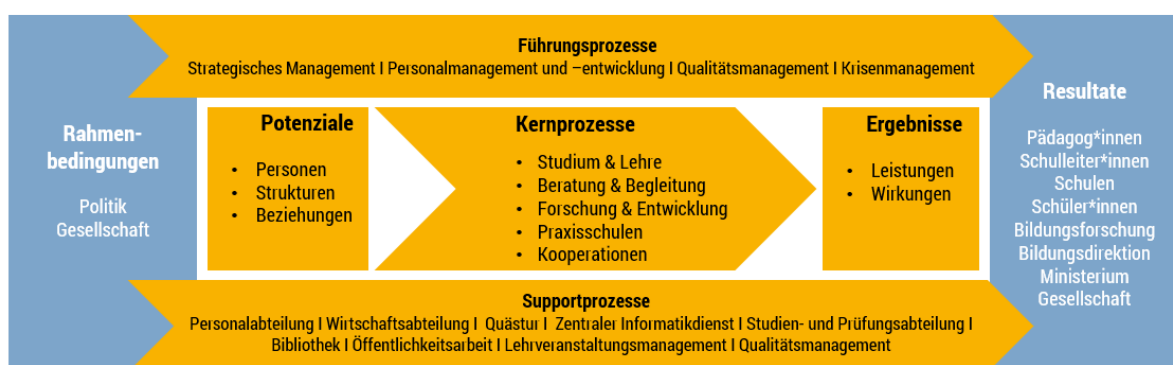 Führungsprozesse
Strategisches Management I Personalmanagement und –entwicklung I Qualitätsmanagement I Krisenmanagement
Rahmen-
bedingungen
Politik
Gesellschaft
Potenziale
• Personen
• Strukturen
• Beziehungen
Kernprozesse
• Studium & Lehre
• Beratung & Begleitung
• Forschung & Entwicklung
• Praxisschulen
• Kooperationen
Ergebnisse
• Leistungen
• Wirkungen
Resultate
Pädagog*innen
Schulleiter*innen
Schulen
Schüler*innen
Bildungsforschung
Bildungsdirektion
Ministerium
Gesellschaft
Supportprozesse
Personalabteilung I Wirtschaftsabteilung I Quästur I Zentraler Informatikdienst I Studien- und Prüfungsabteilung I
Bibliothek I Öffentlichkeitsarbeit I Lehrveranstaltungsmanagement I Qualitätsmanagement